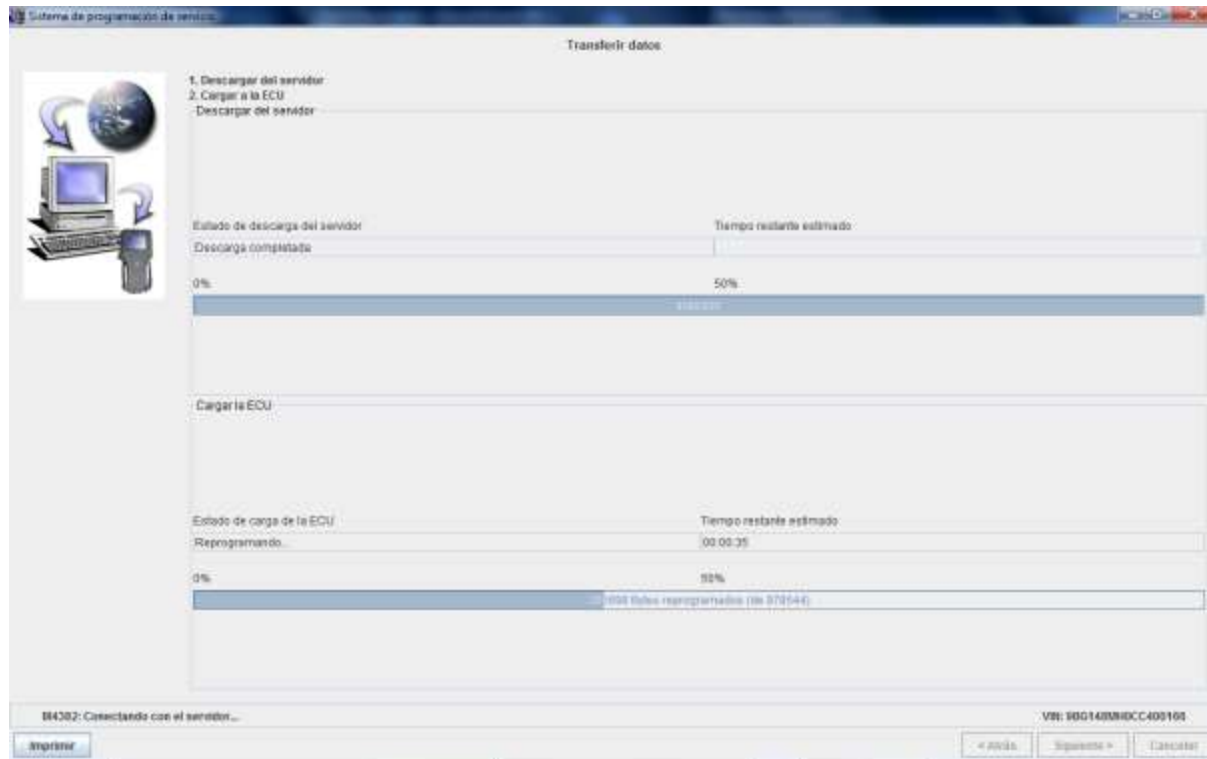 Sistema de programación de servicio
Transferir datos
1. Descargar del servidor
2. Cargar a la ECU
Descargar del servidor
Estado de descarga del servidor
Tiempo restante estimado
Descarga completada
0%
50%
Cargar la ECU
Estado de carga de la ECU
Tiempo restante estimado
Reprogramando...
00:00:35
0%
50%
Bytes reprogramados (de
Conectando con el servidor...
VIN:
Imprimir
< Atrás
Siguiente >
Cancelar